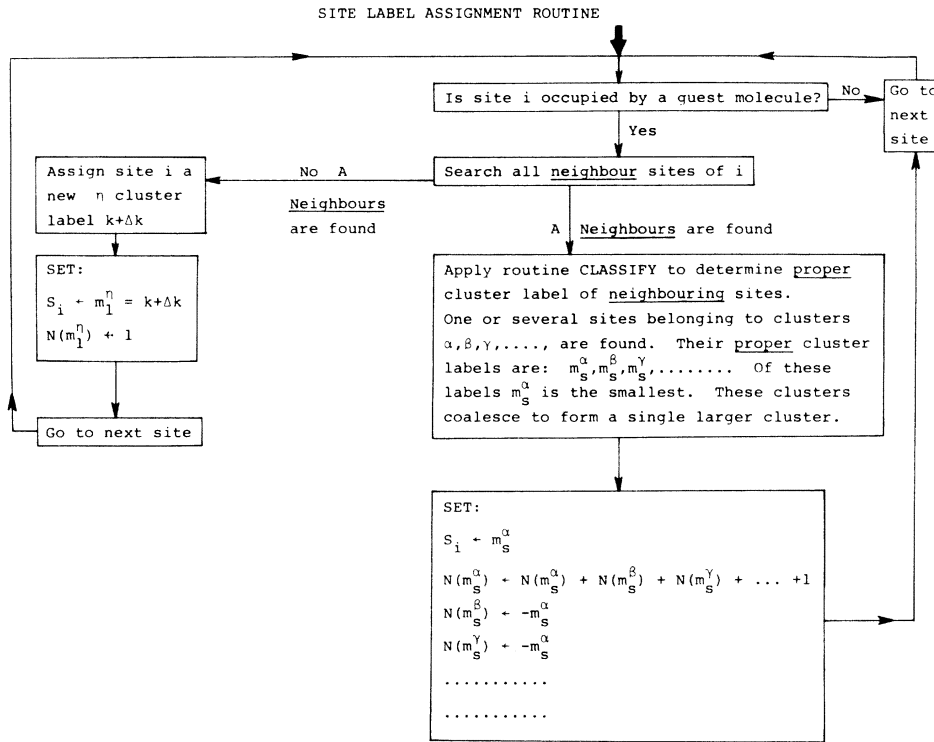 SITE LABEL ASSIGNMENT ROUTINE
Is site i occupied by a guest molecule?
No
Go to
next
site
Yes
Search all neighbour sites of i
No A
Neighbours
are found
Assign site i a
new η cluster
label k+Δk
SET:
S_i ← m_1^η = k+Δk
N(m_1^η) ← 1
Go to next site
A Neighbours are found
Apply routine CLASSIFY to determine proper
cluster label of neighbouring sites.
One or several sites belonging to clusters
α,β,γ,...., are found. Their proper cluster
labels are: m_s^α,m_s^β,m_s^γ,........ Of these
labels m_s^α is the smallest. These clusters
coalesce to form a single larger cluster.
SET:
S_i ← m_s^α
N(m_s^α) ← N(m_s^α) + N(m_s^β) + N(m_s^γ) + ... +1
N(m_s^β) ← -m_s^α
N(m_s^γ) ← -m_s^α
...........
...........